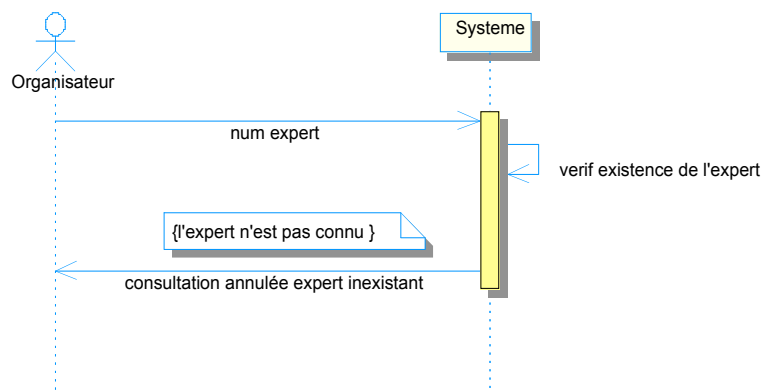 Systeme
Organisateur
num expert
verif existence de l'expert
{l'expert n'est pas connu }
consultation annulée expert inexistant